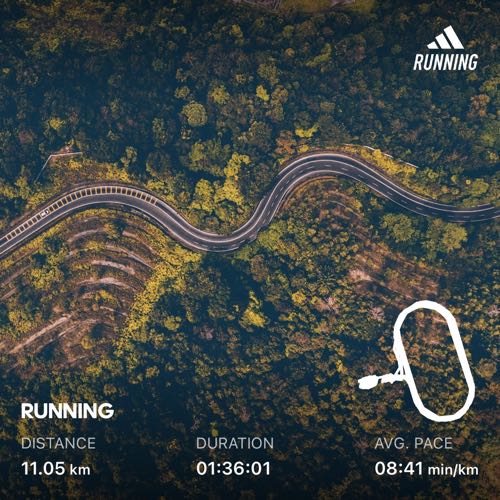 RUNNING
RUNNING
DISTANCE DURATION AVG. PACE
11.05 km 01:36:01 08:41 min/km